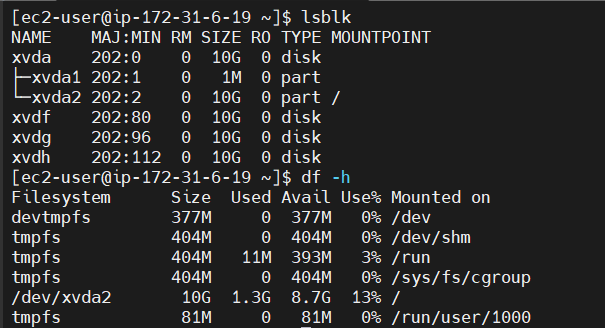 [ec2-user@ip-172-31-6-19 ~]$ lsblk
NAME    MAJ:MIN RM SIZE RO TYPE MOUNTPOINT
xvda    202:0    0  10G  0 disk
├─xvda1 202:1    0   1M  0 part
└─xvda2 202:2    0  10G  0 part /
xvdf    202:80   0  10G  0 disk
xvdg    202:96   0  10G  0 disk
xvdh    202:112  0  10G  0 disk
[ec2-user@ip-172-31-6-19 ~]$ df -h
Filesystem      Size  Used Avail Use% Mounted on
devtmpfs        377M     0  377M   0% /dev
tmpfs           404M     0  404M   0% /dev/shm
tmpfs           404M   11M  393M   3% /run
tmpfs           404M     0  404M   0% /sys/fs/cgroup
/dev/xvda2       10G  1.3G  8.7G  13% /
tmpfs            81M     0   81M   0% /run/user/1000